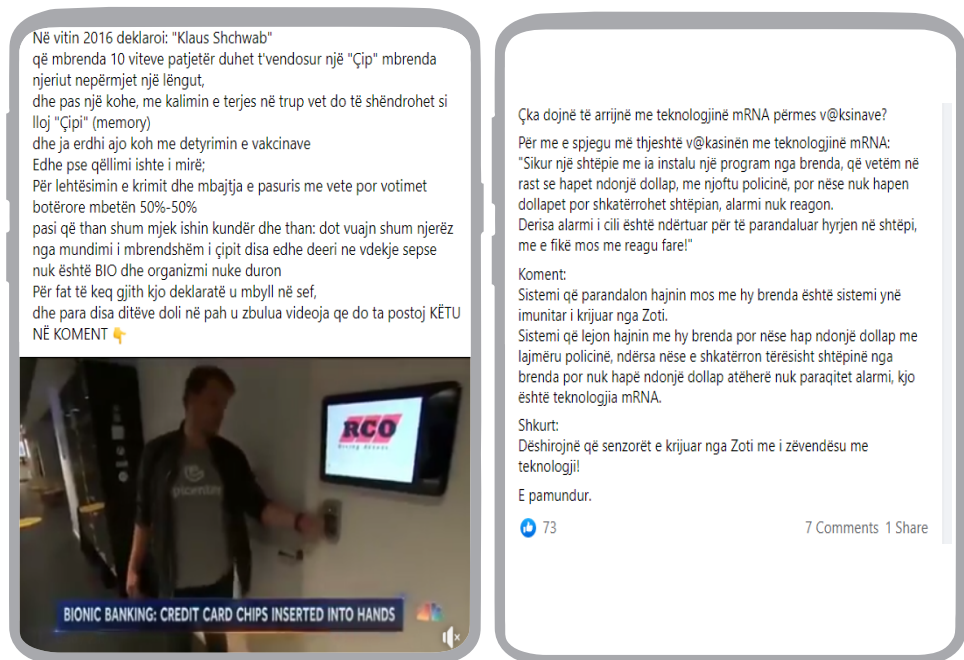 Në vitin 2016 deklaroi: "Klaus Shchwab"
që mbrenda 10 viteve patjetër duhet t'vendosur një "Çip" mbrenda
njeriut nepërmjet një lëngut,
dhe pas një kohe, me kalimin e terjes në trup vet do të shëndrohet si
lloj "Çipi" (memory)
dhe ja erdhi ajo koh me detyrimin e vakcinave
Edhe pse qëllimi ishte i mirë;
Për lehtësimin e krimit dhe mbajtja e pasuris me vete por votimet
botërore mbetën 50%-50%
pasi që than shum mjek ishin kundër dhe than: dot vuajn shum njerëz
nga mundimi i mbrendshëm i çipit disa edhe deeri ne vdekje sepse
nuk është BIO dhe organizmi nuke duron
Për fat të keq gjith kjo deklaratë u mbyll në sef,
dhe para disa ditëve doli në pah u zbulua videoja qe do ta postoj KËTU
NË KOMENT 👇
RCO
epicenter
BIONIC BANKING: CREDIT CARD CHIPS INSERTED INTO HANDS
Çka dojnë të arrijnë me teknologjinë mRNA përmes v@ksinave?
Për me e spjegu më thjeshtë v@kasinën me teknologjinë mRNA:
"Sikur një shtëpie me ia instalu një program nga brenda, që vetëm në
rast se hapet ndonjë dollap, me njoftu policinë, por nëse nuk hapen
dollapet por shkatërrohet shtëpian, alarmi nuk reagon.
Derisa alarmi i cili është ndërtuar për të parandaluar hyrjen në shtëpi,
me e fikë mos me reagu fare!"
Koment:
Sistemi që parandalon hajnin mos me hy brenda është sistemi ynë
imunitar i krijuar nga Zoti.
Sistemi që lejon hajnin me hy brenda por nëse hap ndonjë dollap me
lajmëru policinë, ndërsa nëse e shkatërron tërësisht shtëpinë nga
brenda por nuk hapë ndonjë dollap atëherë nuk paraqitet alarmi, kjo
është teknologjia mRNA.
Shkurt:
Dëshirojnë që senzorët e krijuar nga Zoti me i zëvendësu me
teknologji!
E pamundur.
73
7 Comments 1 Share